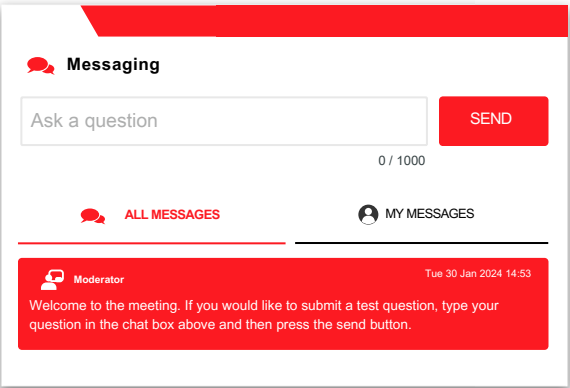 Messaging
Ask a question
SEND
0 / 1000
ALL MESSAGES
MY MESSAGES
Moderator
Tue 30 Jan 2024 14:53
Welcome to the meeting. If you would like to submit a test question, type your
question in the chat box above and then press the send button.